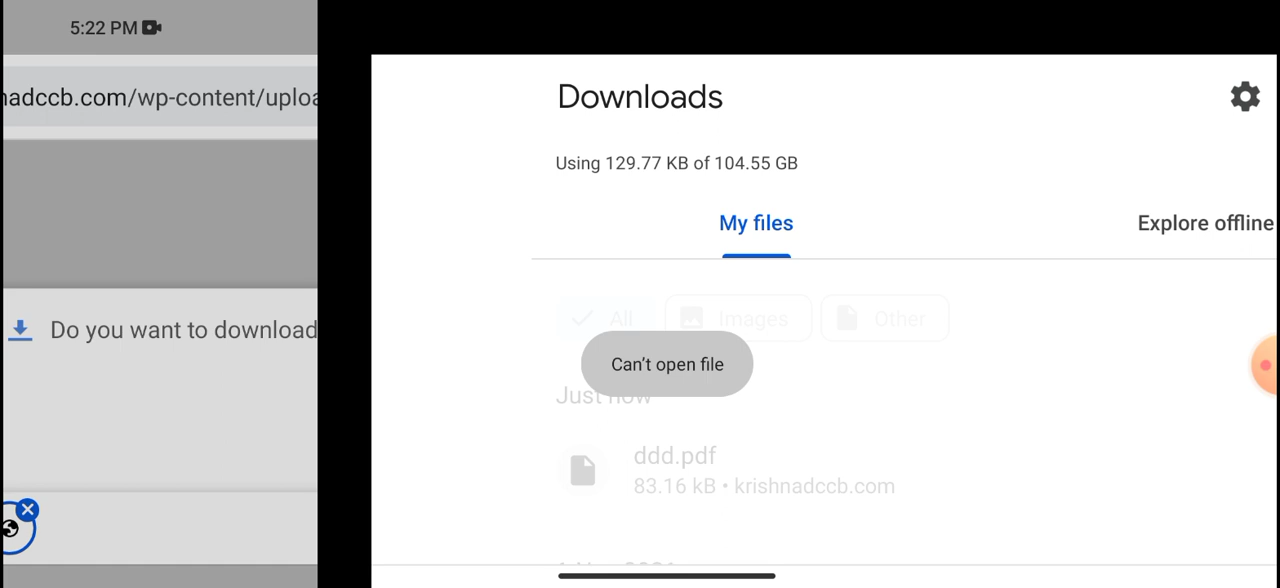 5:22 PM
nadccb.com/wp-content/uploa
Do you want to download
Downloads
Using 129.77 KB of 104.55 GB
My files
Explore offline
All
Images
Other
Can't open file
Just now
ddd.pdf
83.16 kB • krishnadccb.com